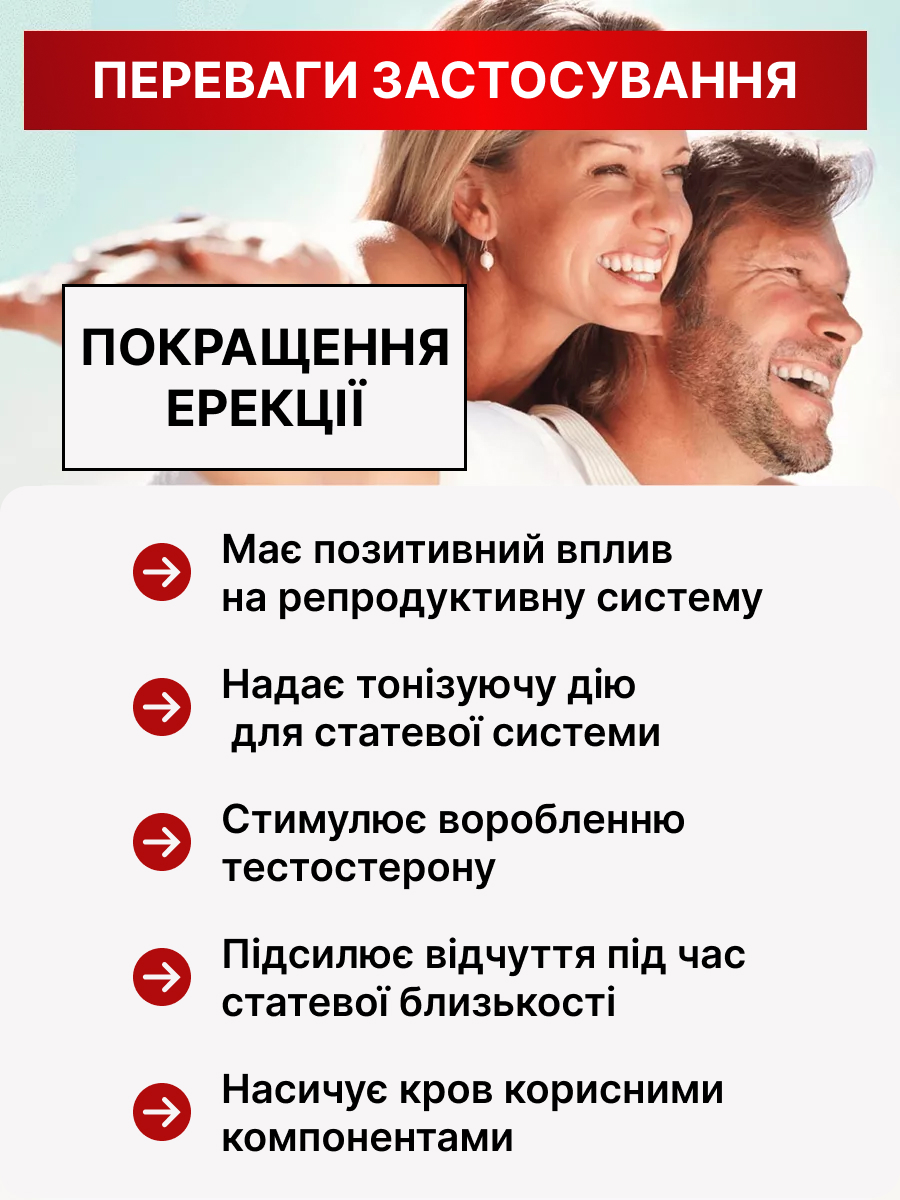 ПЕРЕВАГИ ЗАСТОСУВАННЯ
ПОКРАЩЕННЯ
ЕРЕКЦІЇ
Має позитивний вплив
на репродуктивну систему
Надає тонізуючу дію
для статевої системи
Стимулює воробленню
тестостерону
Підсилює відчуття під час
статевої близькості
Насичує кров корисними
компонентами